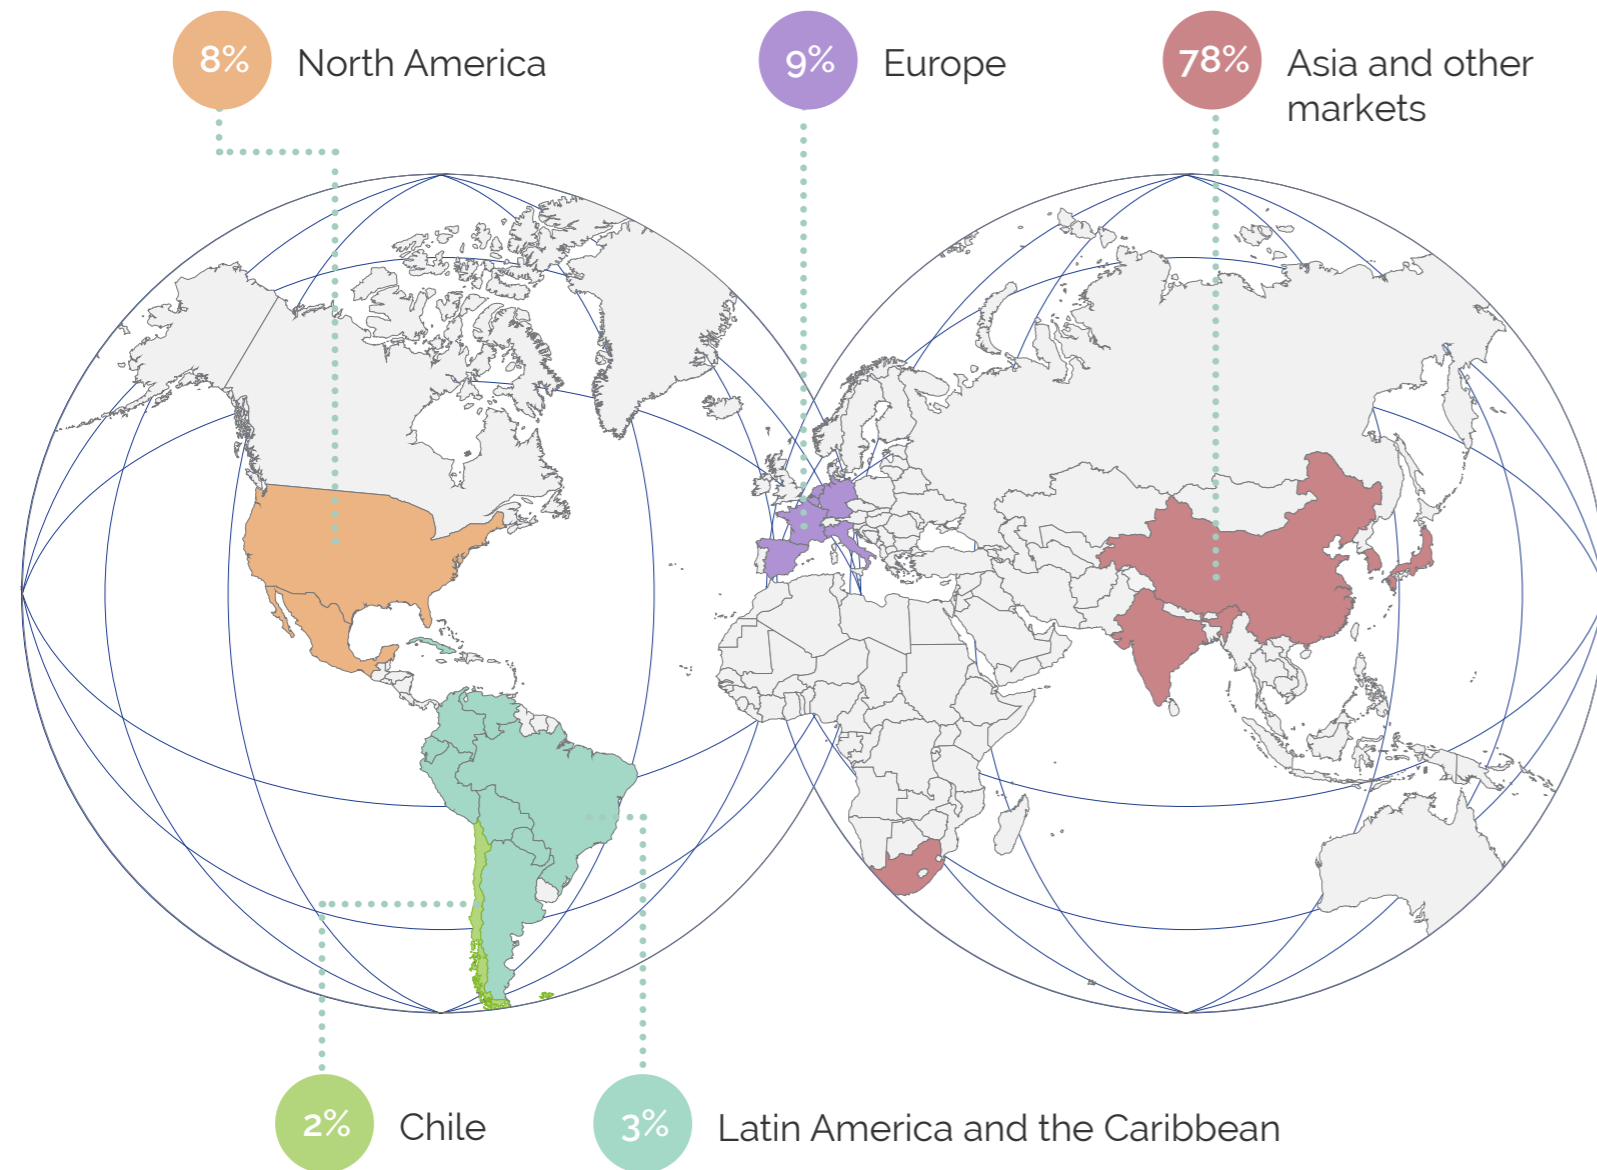 8% North America
9% Europe
78% Asia and other
markets
2% Chile
3% Latin America and the Caribbean